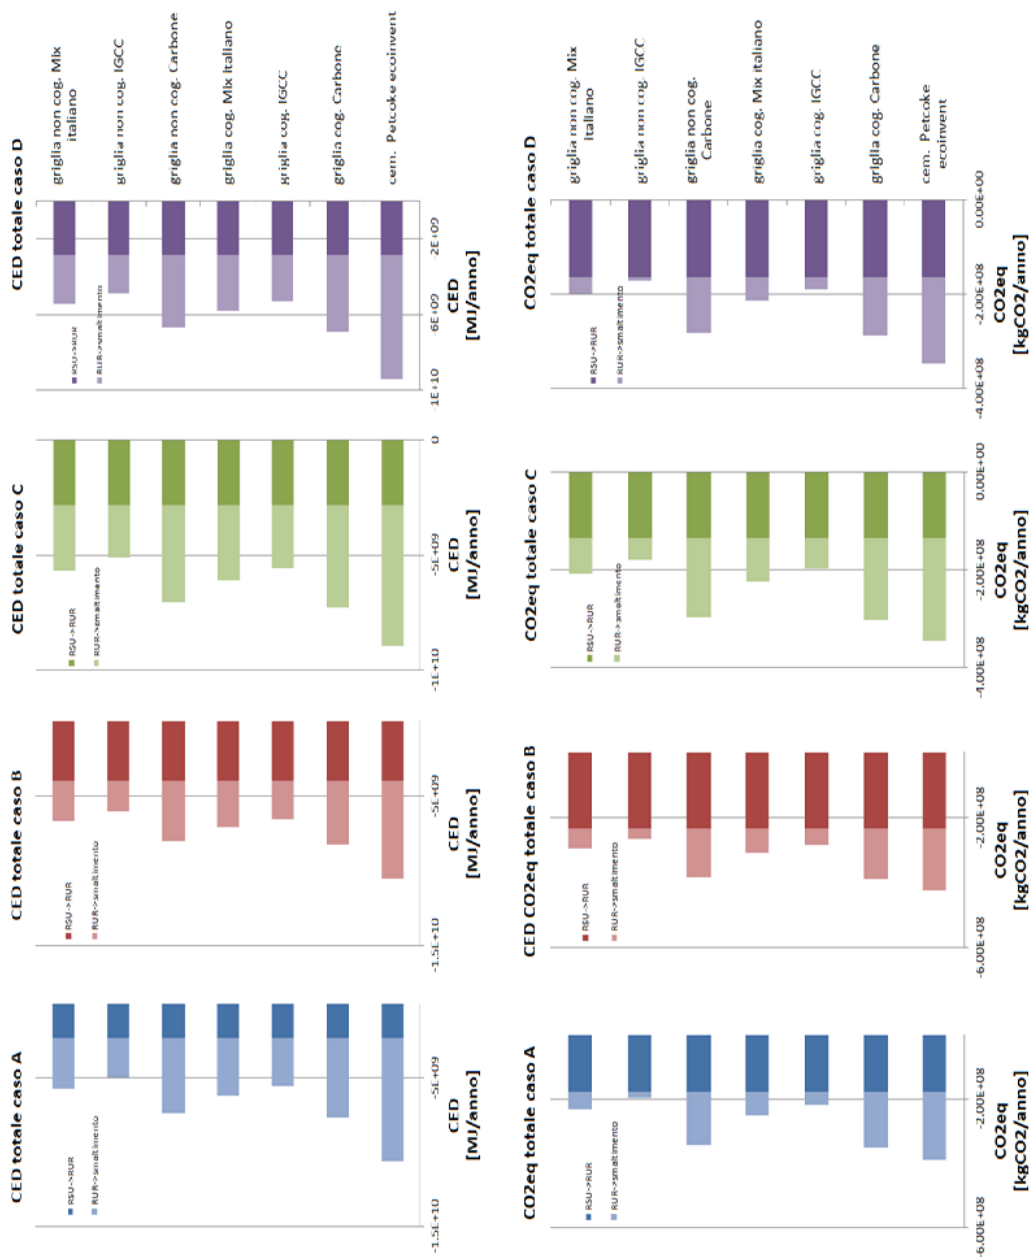 CED totale caso A
RSU->RUR
RUR->smaltimento
-1.5E+10
-5E+09
CED
[MJ/anno]
CED totale caso B
RSU->RUR
RUR->smaltimento
-1.5E+10
-5E+09
CED
[MJ/anno]
CED totale caso C
RSU->RUR
RUR->smaltimento
-1E+10
-5E+09
0
CED
[MJ/anno]
CED totale caso D
griglia non cog. Mix
italiano
griglia non cog. IGCC
griglia non cog. Carbone
griglia cog. Mix Italiano
griglia cog. IGCC
griglia cog. Carbone
cem. Petcoke ecoinvent
RSU->RUR
RUR->smaltimento
-1E+10
-6E+09
-2E+09
CED
[MJ/anno]
CO2eq totale caso A
RSU->RUR
RUR->smaltimento
-6.00E+08
-2.00E+08
CO2eq
[kgCO2/anno]
CED CO2eq totale caso B
RSU->RUR
RUR->smaltimento
-6.00E+08
-2.00E+08
CO2eq
[kgCO2/anno]
CO2eq totale caso C
RSU->RUR
RUR->smaltimento
-4.00E+08
-2.00E+08
0.00E+00
CO2eq
[kgCO2/anno]
CO2eq totale caso D
griglia non cog. Mix
Italiano
griglia non cog. IGCC
griglia non cog.
Carbone
griglia cog. Mix italiano
griglia cog. IGCC
griglia cog. Carbone
cem. Petcoke
ecoinvent
RSU->RUR
RUR->smaltimento
-4.00E+08
-2.00E+08
0.00E+00
CO2eq
[kgCO2/anno]